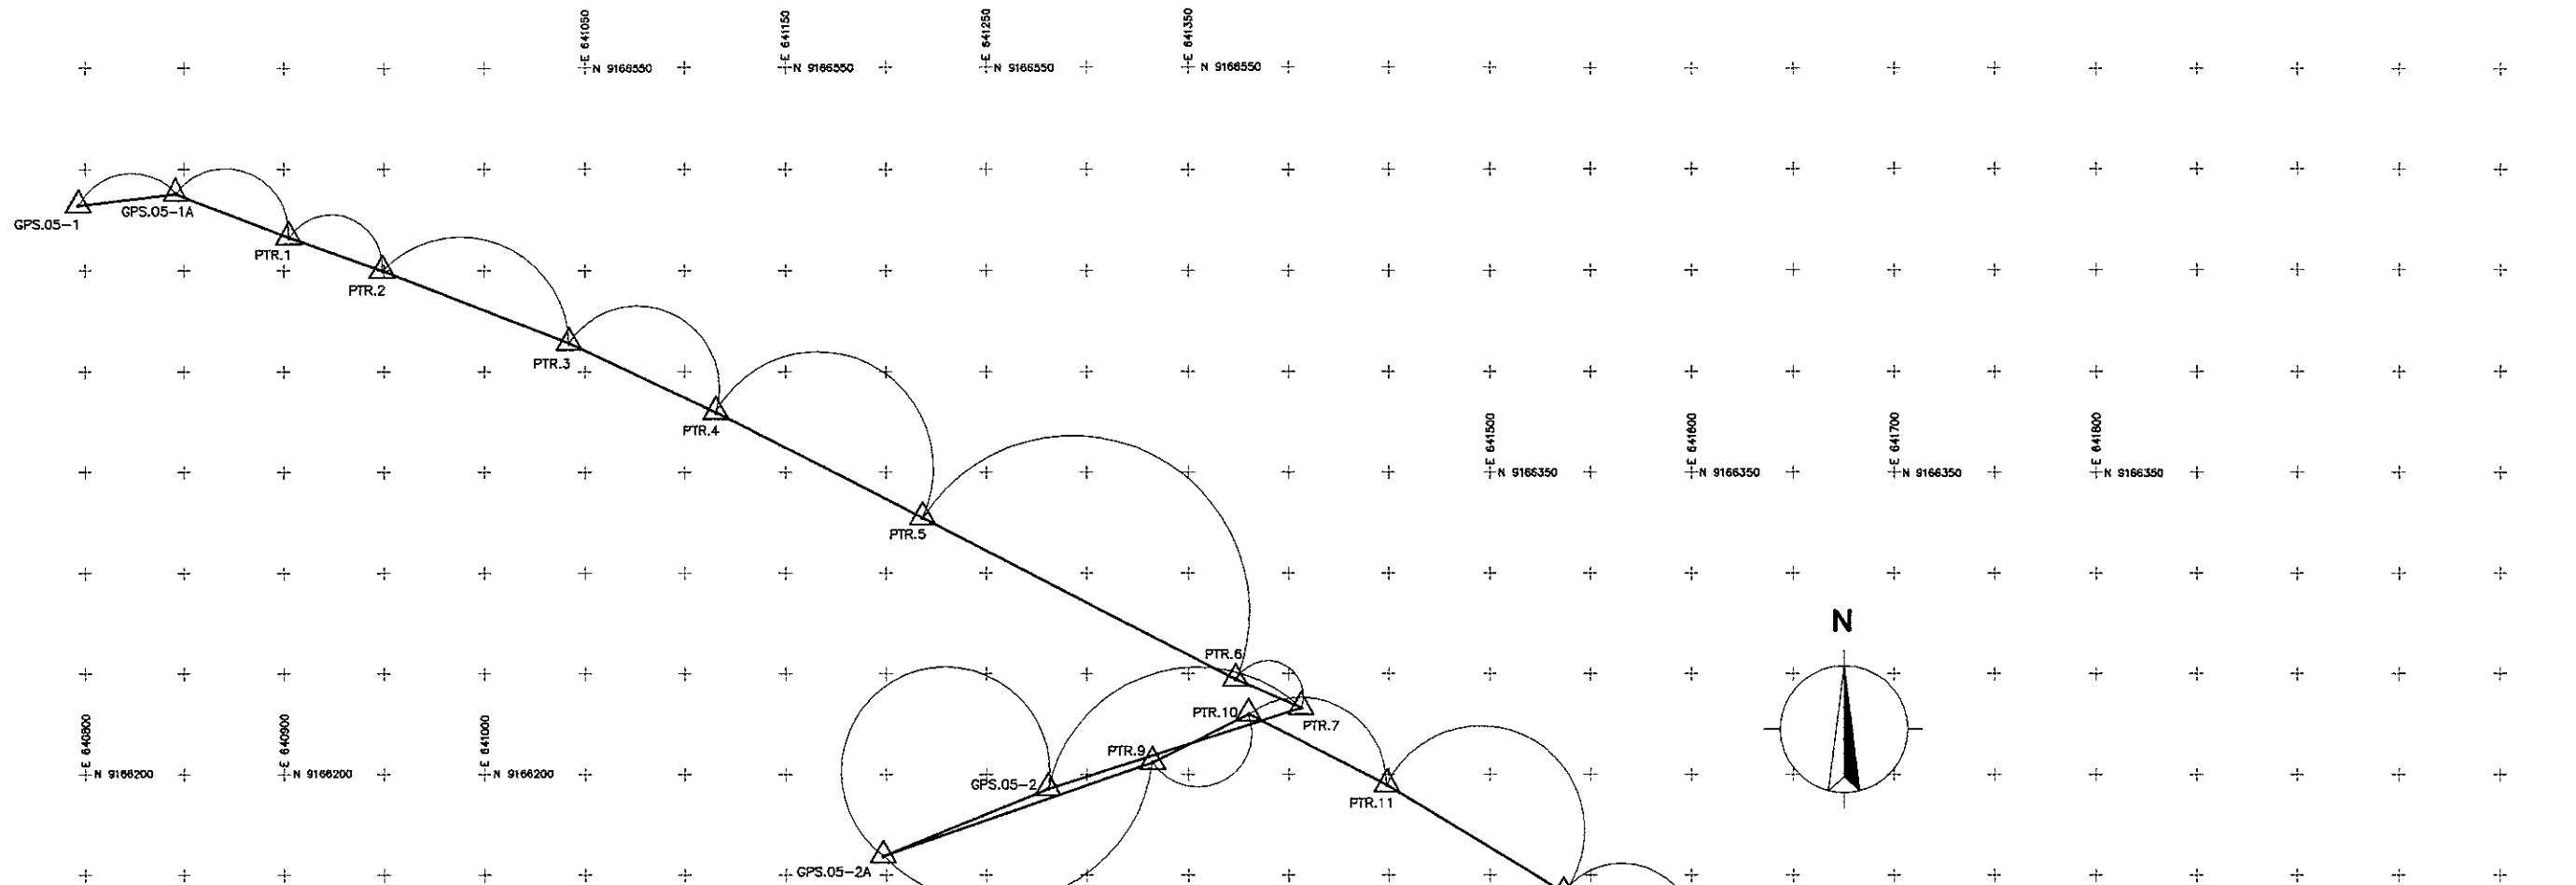 E 641050
E 641150
E 641250
E 641350
N 9166550
N 9166550
N 9166550
N 9166550
GPS.05-1
GPS.05-1A
PTR.1
PTR.2
PTR.3
PTR.4
E 641500
E 641600
E 641700
E 641800
N 9166350
N 9166350
N 9166350
N 9166350
PTR.5
N
PTR.6
PTR.10
PTR.7
E 640800
E 640900
E 641000
PTR.9
N 9166200
N 9166200
N 9166200
GPS.05-2
PTR.11
GPS.05-2A